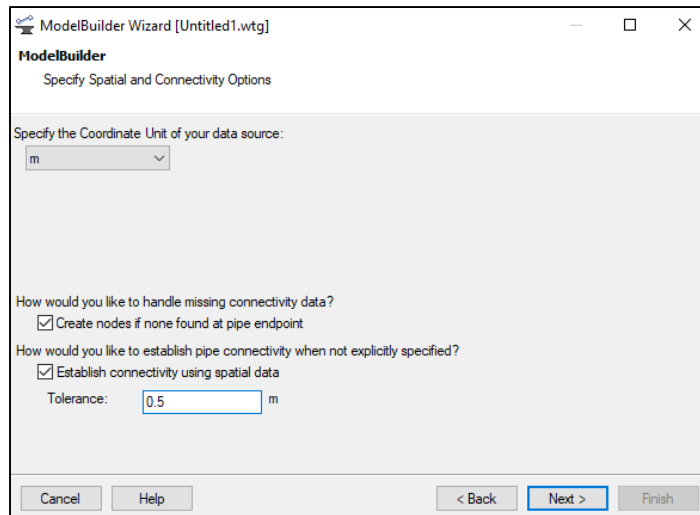 ModelBuilder Wizard [Untitled1.wtg]
ModelBuilder
Specify Spatial and Connectivity Options
Specify the Coordinate Unit of your data source:
m
How would you like to handle missing connectivity data?
Create nodes if none found at pipe endpoint
How would you like to establish pipe connectivity when not explicitly specified?
Establish connectivity using spatial data
Tolerance: 0.5 m
Cancel Help < Back Next > Finish